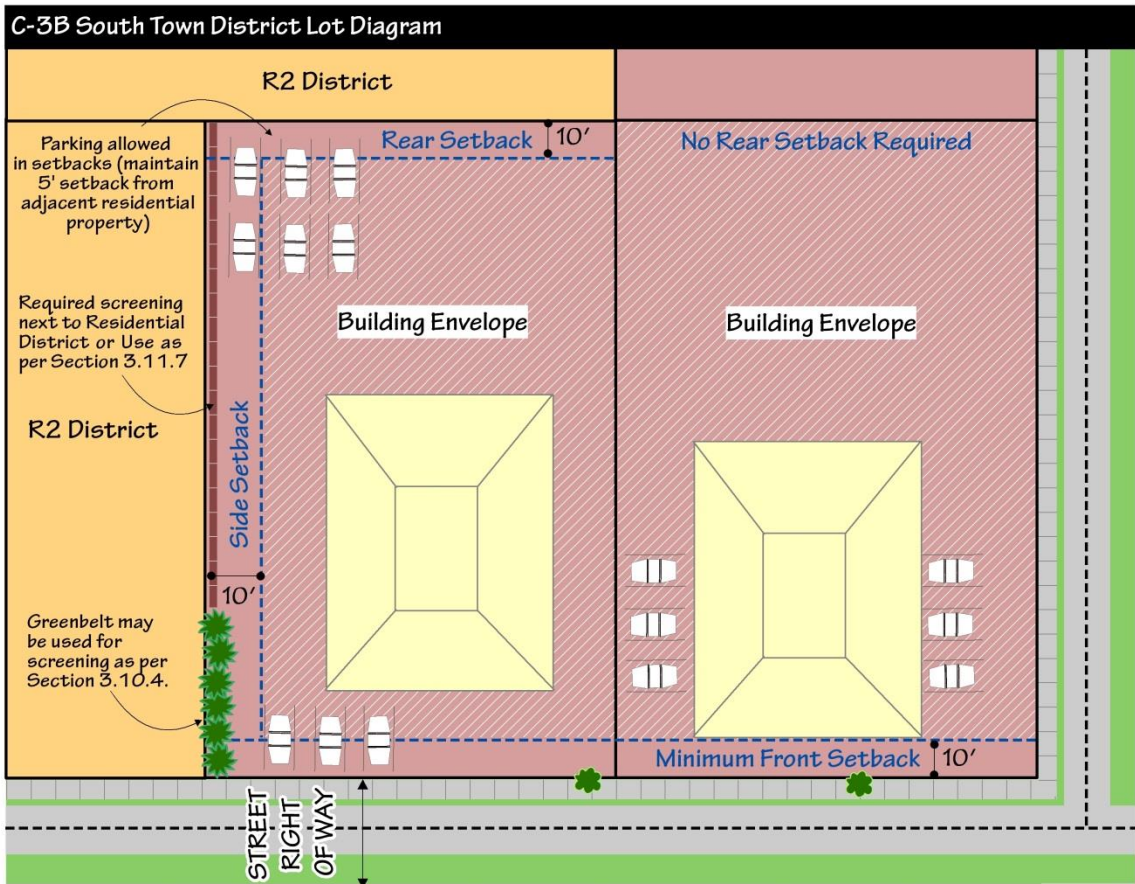 C-3B South Town District Lot Diagram
R2 District
Parking allowed
in setbacks (maintain
5' setback from
adjacent residential
property)
Rear Setback
10'
No Rear Setback Required
Required screening
next to Residential
District or Use as
per Section 3.11.7
Building Envelope
Building Envelope
R2 District
Side Setback
10'
Greenbelt may
be used for
screening as per
Section 3.10.4.
Minimum Front Setback
10'
STREET
RIGHT
OF WAY